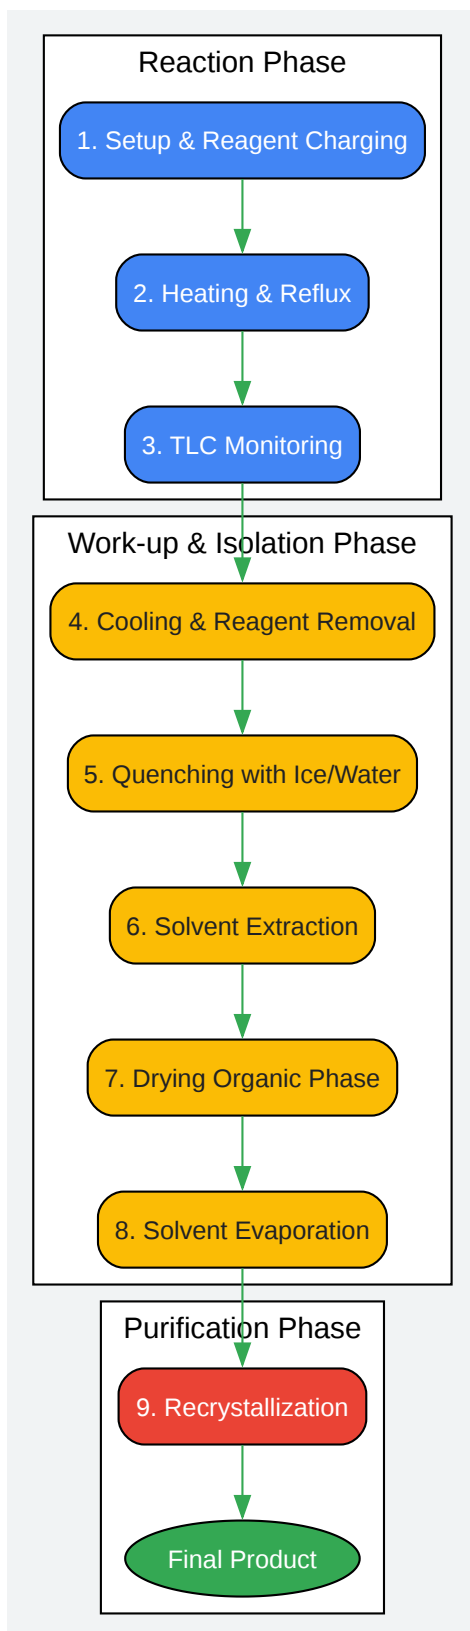 Reaction Phase
1. Setup & Reagent Charging
2. Heating & Reflux
3. TLC Monitoring
Work-up & Isolation Phase
4. Cooling & Reagent Removal
5. Quenching with Ice/Water
6. Solvent Extraction
7. Drying Organic Phase
8. Solvent Evaporation
Purification Phase
9. Recrystallization
Final Product